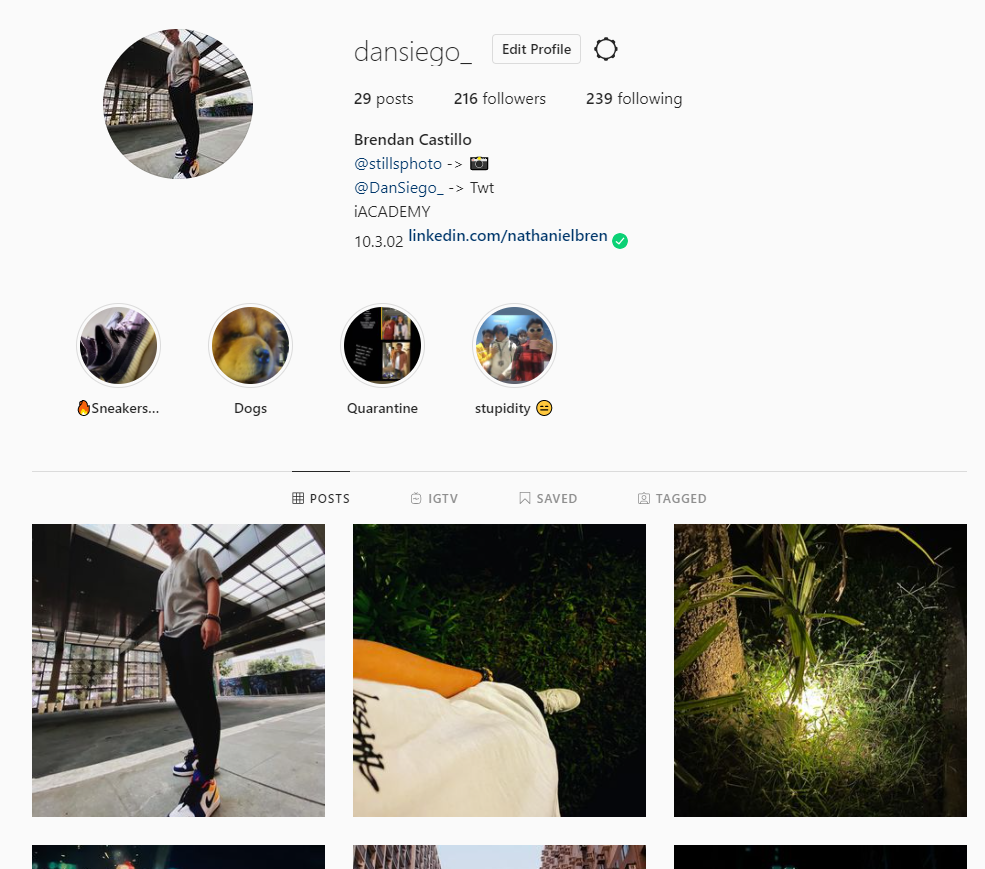 dansiego_ Edit Profile
29 posts 216 followers 239 following
Brendan Castillo
@stillsphoto -> 📸
@DanSiego_ -> Twt
iACADEMY
10.3.02 linkedin.com/nathanielbren
🔥Sneakers... Dogs Quarantine stupidity 😑
POSTS IGTV SAVED TAGGED